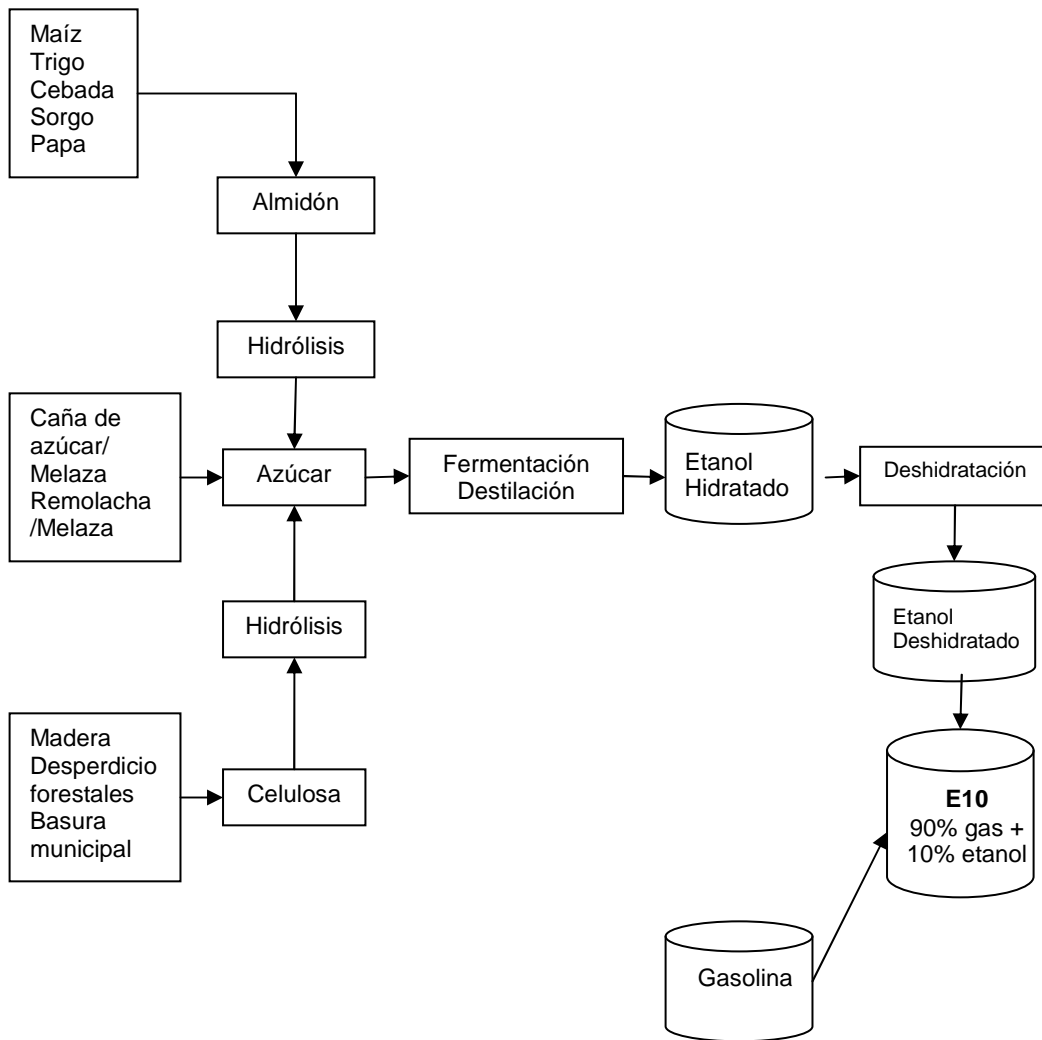 Maíz
Trigo
Cebada
Sorgo
Papa
Almidón
Hidrólisis
Caña de
azúcar/
Melaza
Remolacha
/Melaza
Azúcar
Fermentación
Destilación
Etanol
Hidratado
Deshidratación
Hidrólisis
Etanol
Deshidratado
Madera
Desperdicio
forestales
Basura
municipal
Celulosa
E10
90% gas +
10% etanol
Gasolina